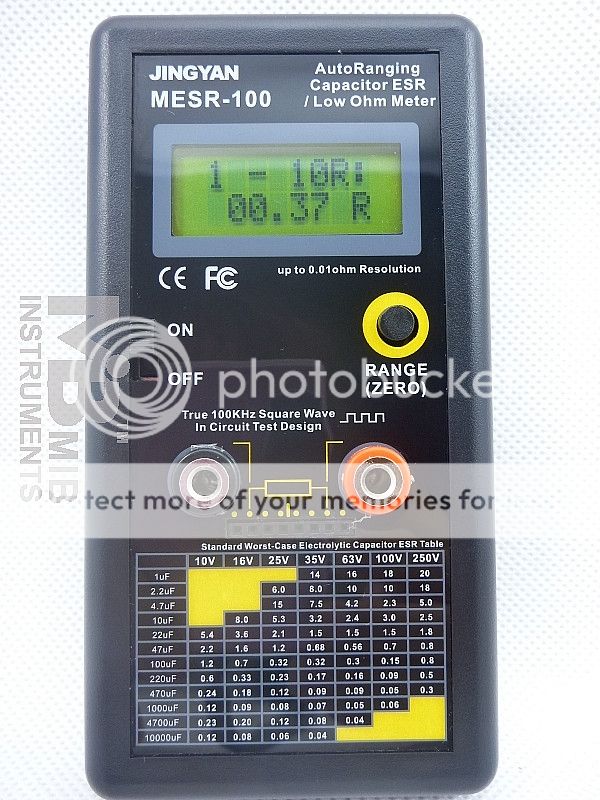 JINGYAN
MESR-100
AutoRanging
Capacitor ESR
/ Low Ohm Meter
1 - 10R:
00.37 R
CE FC
up to 0.01ohm Resolution
ON
OFF
RANGE
(ZERO)
MIB
INSTRUMENTS
TM
photobucke
True 100KHz Square Wave
In Circuit Test Design
tect more of your memories for
Standard Worst-Case Electrolytic Capacitor ESR Table
10V 16V 25V 35V 63V 100V 250V
1uF 14 16 18 20
2.2uF 6.0 8.0 10 10 18
4.7uF 15 7.5 4.2 2.3 5.0
10uF 8.0 5.3 3.2 2.4 3.0 2.5
22uF 5.4 3.6 2.1 1.5 1.5 1.5 1.8
47uF 2.2 1.6 1.2 0.68 0.56 0.7 0.8
100uF 1.2 0.7 0.32 0.32 0.3 0.15 0.8
220uF 0.6 0.33 0.23 0.17 0.16 0.09 0.5
470uF 0.24 0.18 0.12 0.09 0.09 0.05 0.3
1000uF 0.12 0.09 0.08 0.07 0.05 0.06
4700uF 0.23 0.20 0.12 0.08 0.04
10000uF 0.12 0.08 0.06 0.04